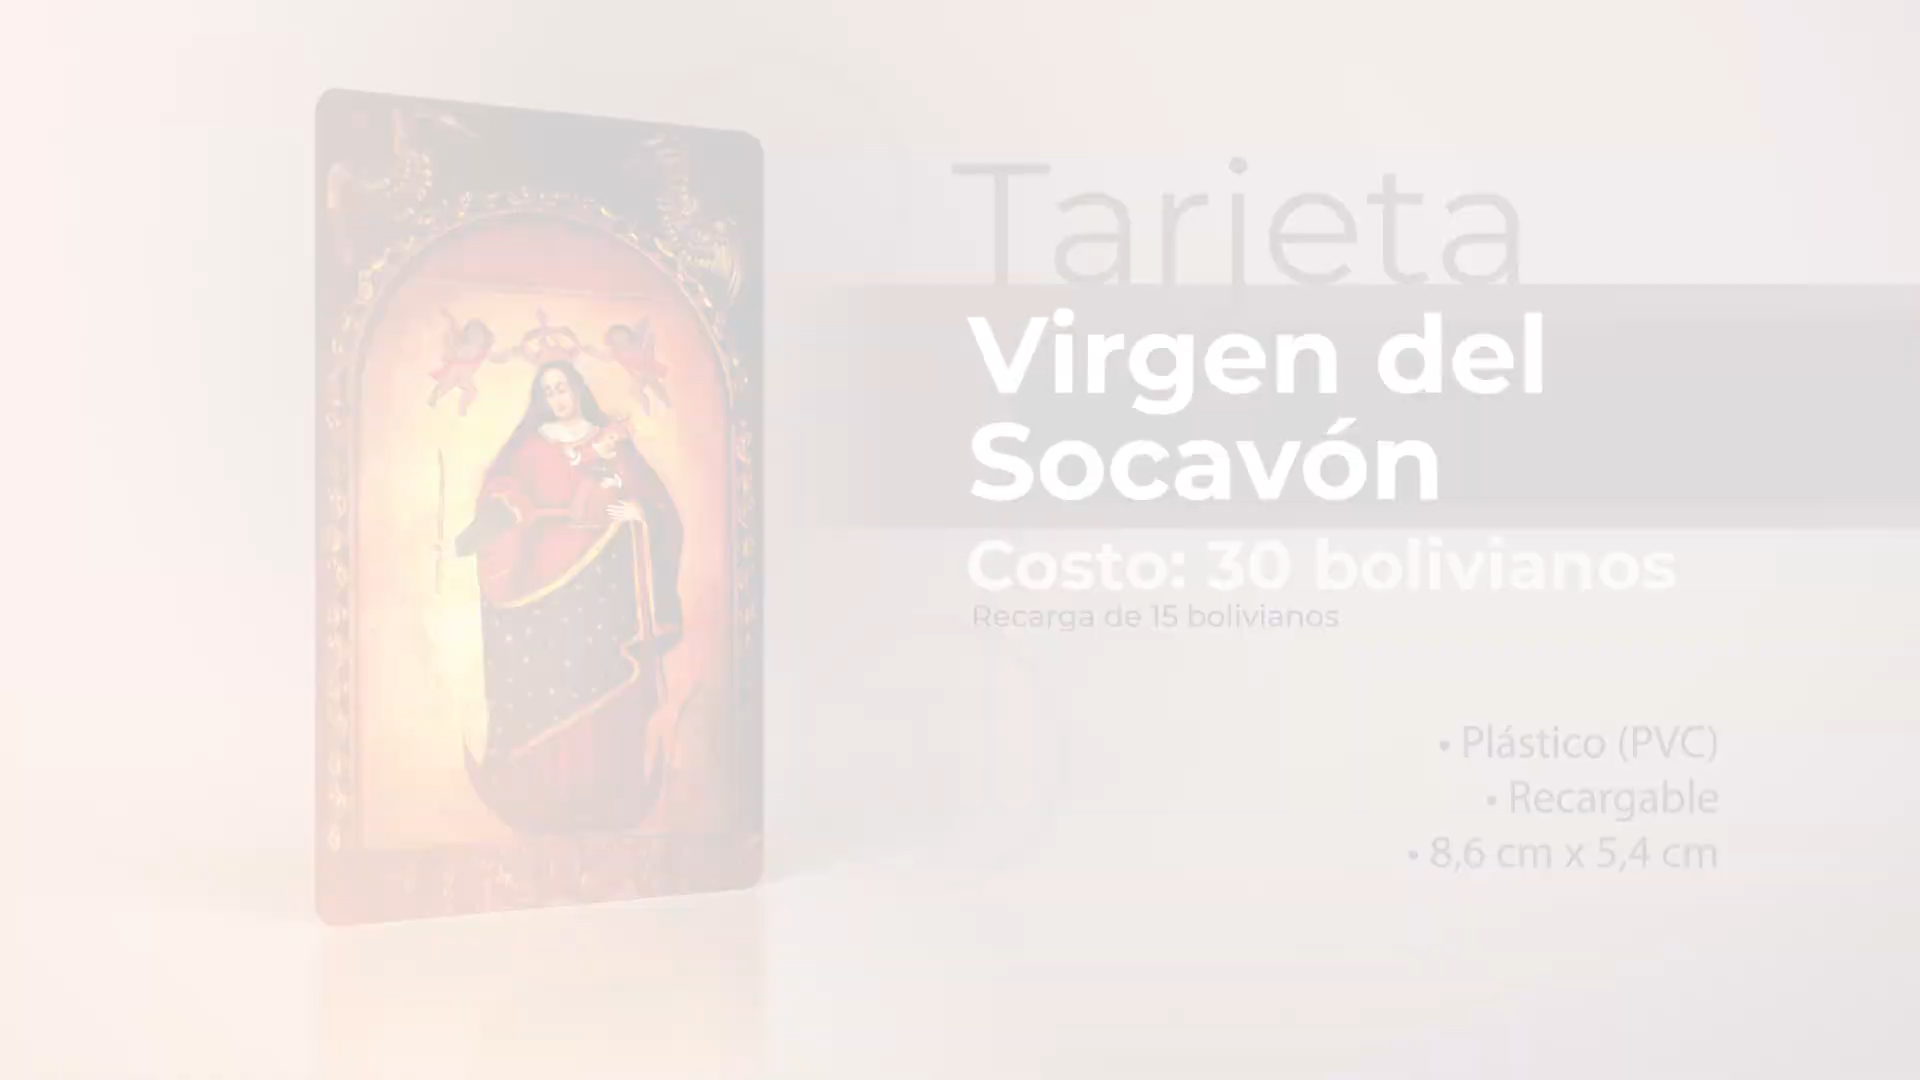 Tarjeta
Virgen del
Socavón
Costo: 30 bolivianos
Recarga de 15 bolivianos
• Plástico (PVC)
• Recargable
• 8,6 cm x 5,4 cm